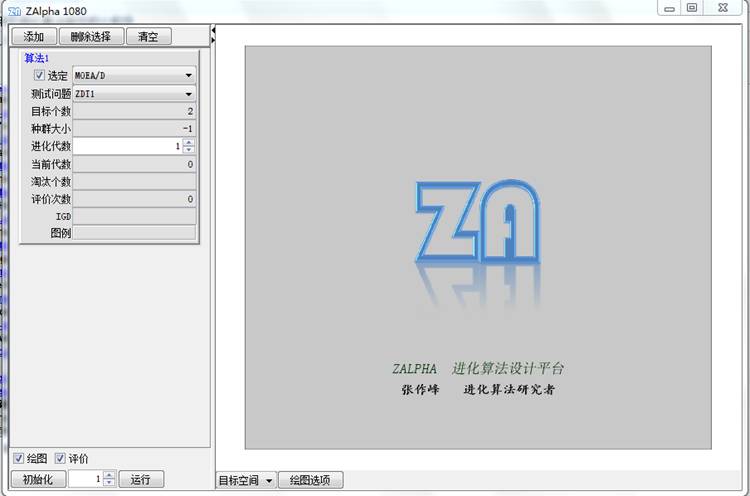 ZAlpha 1080
添加 删除选择 清空
算法1
选定 MOEA/D
测试问题 ZDT1
目标个数 2
种群大小 -1
进化代数 1
当前代数 0
淘汰个数
评价次数 0
IGD
图例
ZA
ZALPHA 进化算法设计平台
张作峰 进化算法研究者
绘图 评价
初始化 1 运行
目标空间 绘图选项